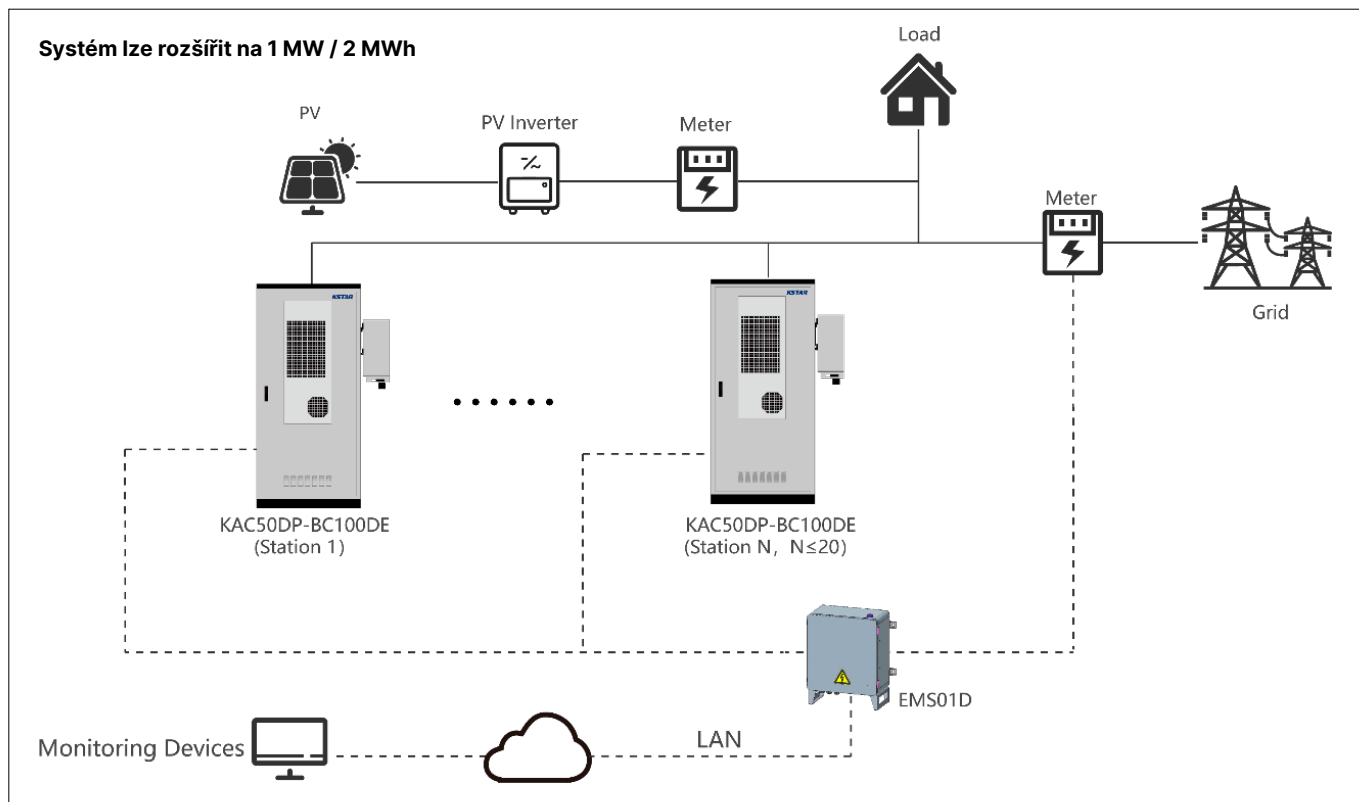 Systém lze rozšířit na 1 MW / 2 MWh
Load
PV
PV Inverter
Meter
Meter
Grid
KSTAR
KSTAR
KAC50DP-BC100DE
(Station 1)
KAC50DP-BC100DE
(Station N, N≤20)
EMS01D
LAN
Monitoring Devices